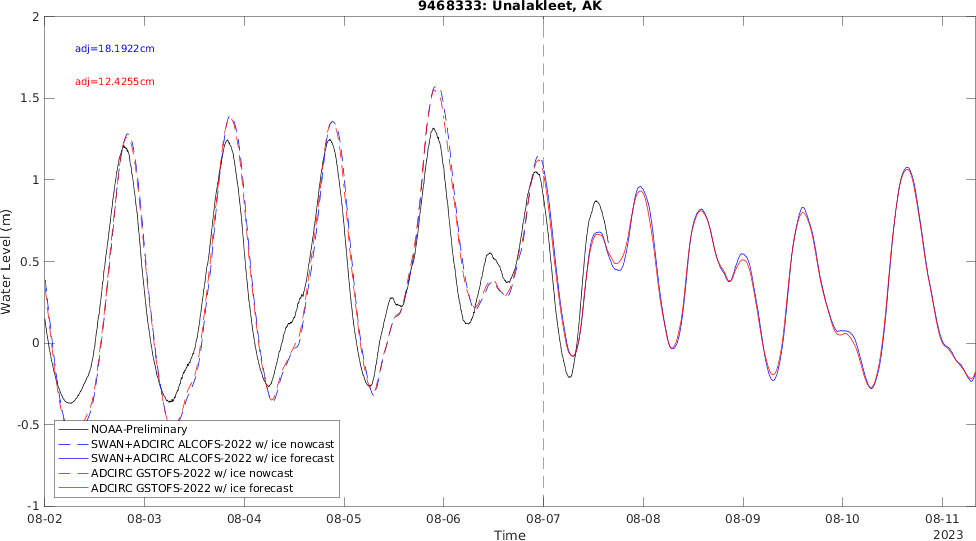 9468333: Unalakleet, AK
2
adj=18.1922cm
adj=12.4255cm
1.5
1
Water Level (m)
0.5
0
-0.5
-1
NOAA-Preliminary
SWAN+ADCIRC ALCOFS-2022 w/ ice nowcast
SWAN+ADCIRC ALCOFS-2022 w/ ice forecast
ADCIRC GSTOFS-2022 w/ ice nowcast
ADCIRC GSTOFS-2022 w/ ice forecast
08-02 08-03 08-04 08-05 08-06 08-07 08-08 08-09 08-10 08-11
Time
2023